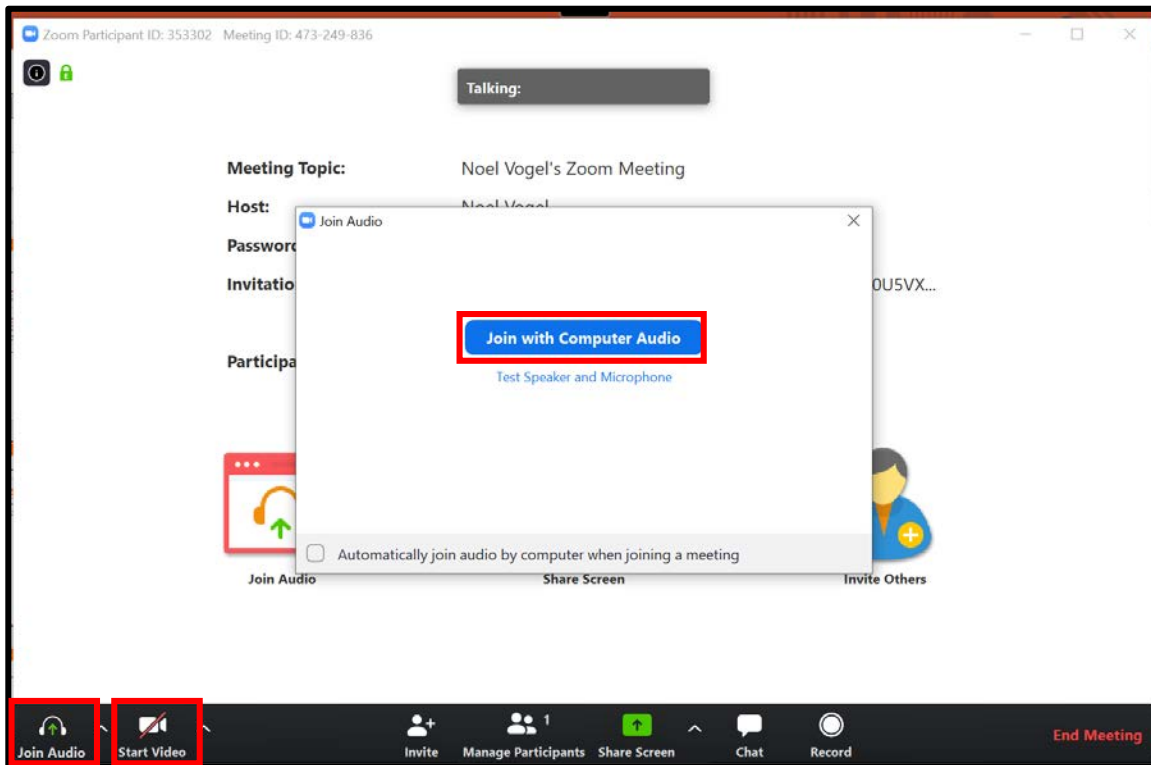 Zoom Participant ID: 353302 Meeting ID: 473-249-836
Talking:
Meeting Topic: Noel Vogel's Zoom Meeting
Host: Noel Vogel
Join Audio
Password
Invitatio 0U5VX...
Join with Computer Audio
Participa
Test Speaker and Microphone
Automatically join audio by computer when joining a meeting
Join Audio Share Screen Invite Others
1
Join Audio Start Video Invite Manage Participants Share Screen Chat Record End Meeting